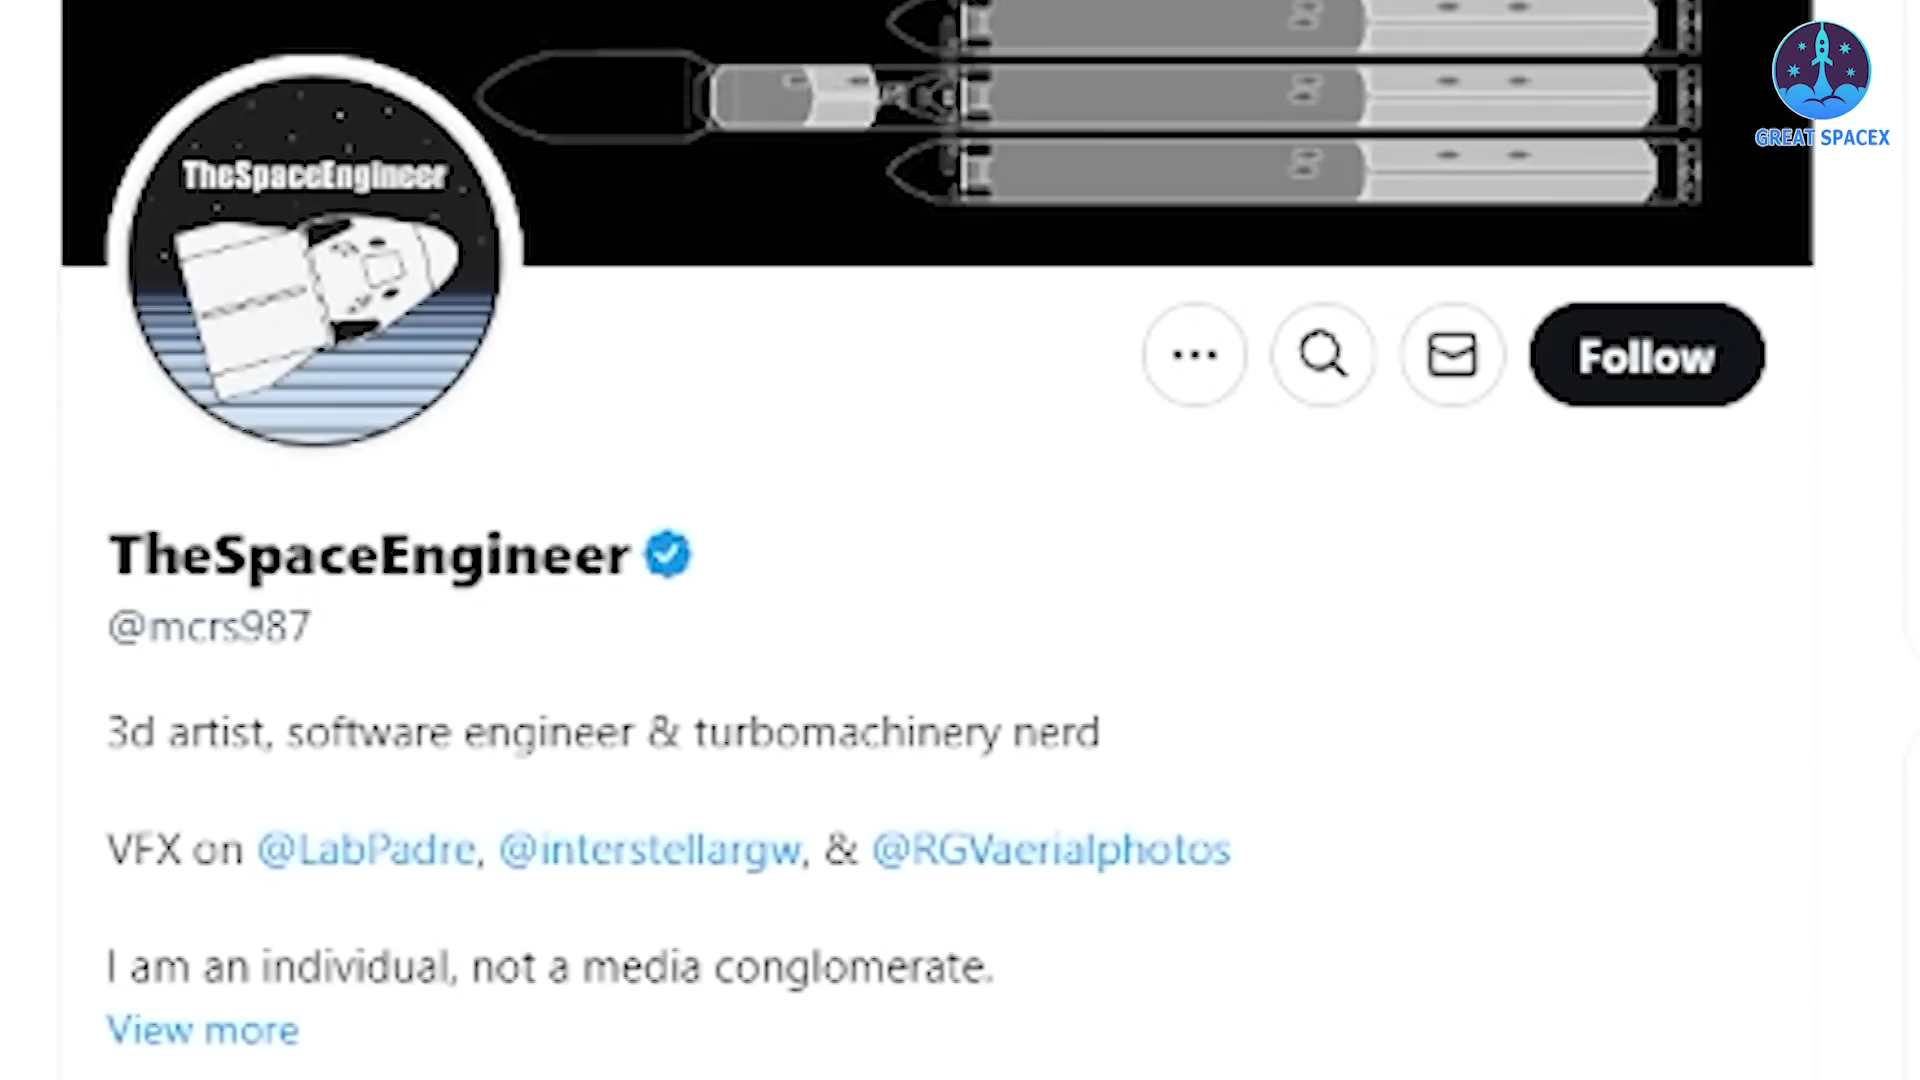 GREAT SPACEX
TheSpaceEngineer
Follow
TheSpaceEngineer
@mcrs987
3d artist, software engineer & turbomachinery nerd
VFX on @LabPadre, @interstellargw, & @RGVaerialphotos
I am an individual, not a media conglomerate.
View more